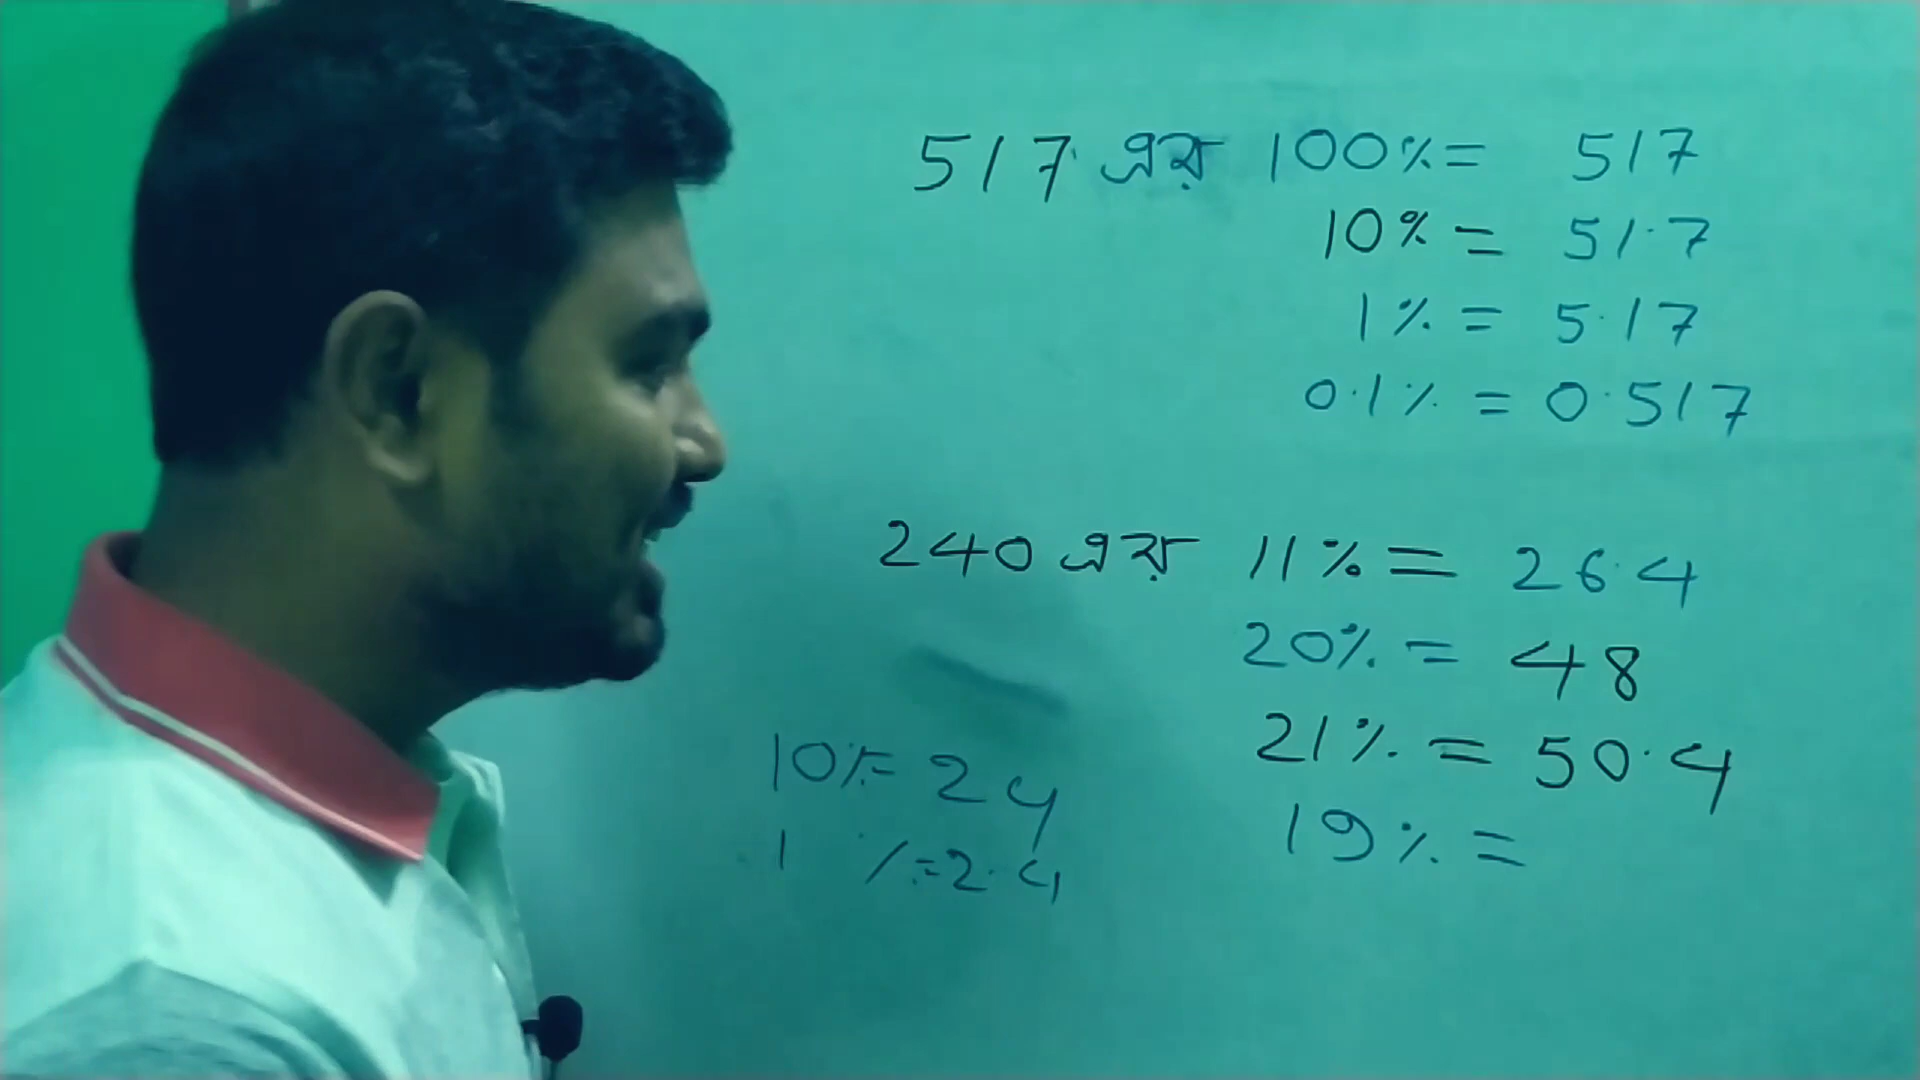 517 এর 100% = 517
10% = 51.7
1% = 5.17
0.1% = 0.517
240 এর 11% = 26.4
20% = 48
21% = 50.4
19% =
10% = 24
1 % = 2.4